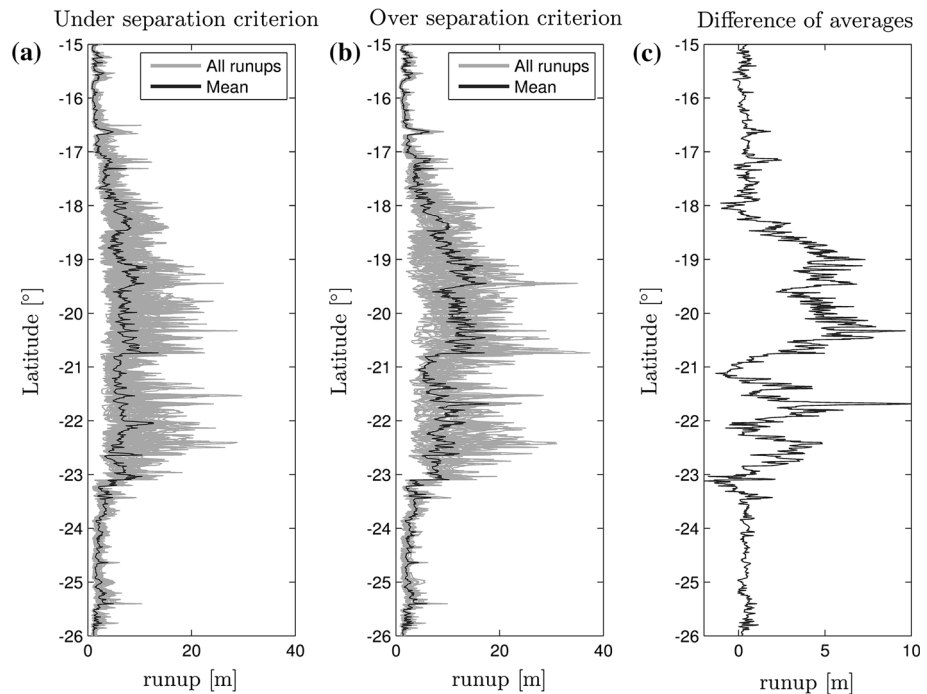 Under separation criterion
Over separation criterion
Difference of averages
(a)
(b)
(c)
All runups
Mean
All runups
Mean
-15
-16
-17
-18
-19
-20
-21
-22
-23
-24
-25
-26
Latitude [°]
0
20
40
runup [m]
-15
-16
-17
-18
-19
-20
-21
-22
-23
-24
-25
-26
Latitude [°]
0
20
40
runup [m]
-15
-16
-17
-18
-19
-20
-21
-22
-23
-24
-25
-26
Latitude [°]
0
5
10
runup [m]